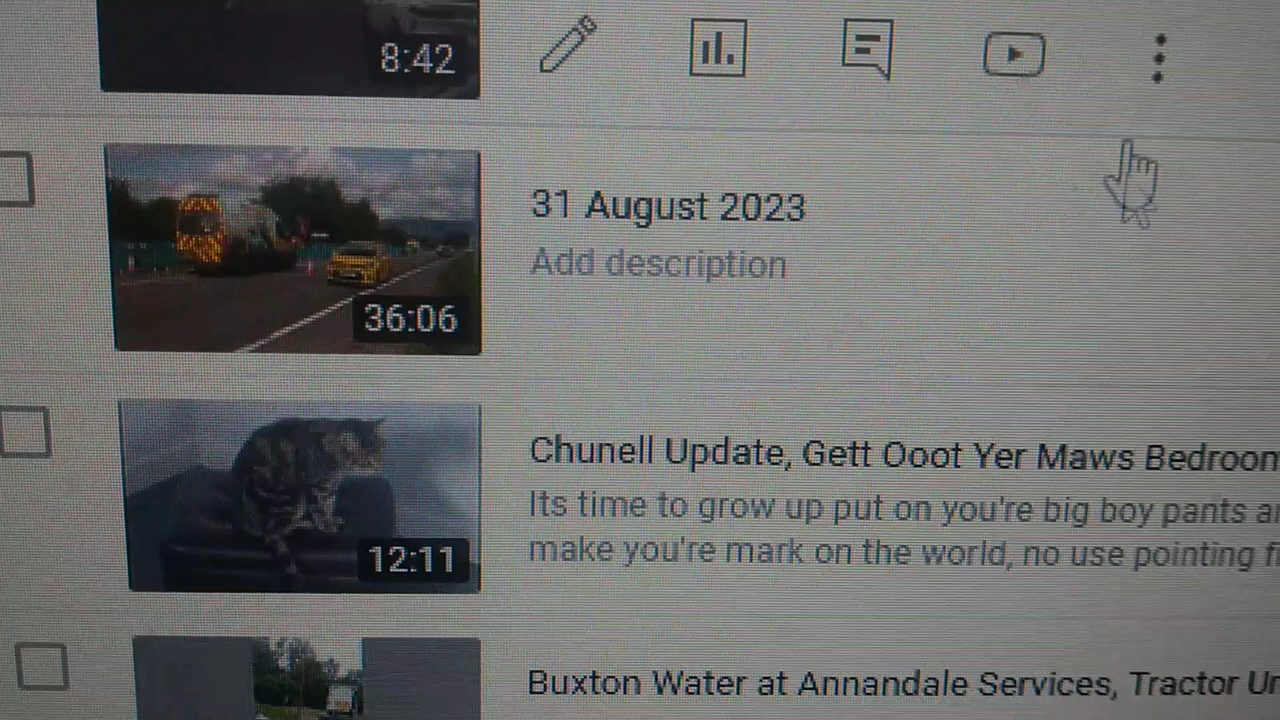 8:42
31 August 2023
Add description
36:06
Chunell Update, Gett Ooot Yer Maws Bedroom
Its time to grow up put on you're big boy pants
make you're mark on the world, no use pointing
12:11
Buxton Water at Annandale Services, Tractor